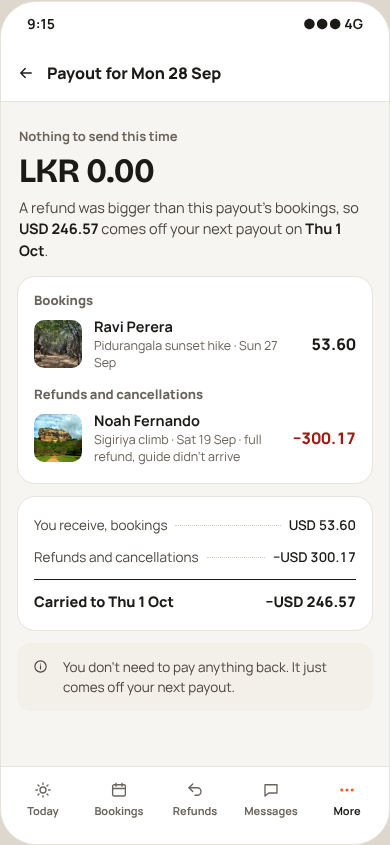 9:15
4G
Payout for Mon 28 Sep
Nothing to send this time
LKR 0.00
A refund was bigger than this payout's bookings, so
USD 246.57 comes off your next payout on Thu 1
Oct.
Bookings
Ravi Perera
Pidurangala sunset hike · Sun 27
Sep
53.60
Refunds and cancellations
Noah Fernando
Sigiriya climb · Sat 19 Sep · full
refund, guide didn't arrive
−300.17
You receive, bookings USD 53.60
Refunds and cancellations −USD 300.17
Carried to Thu 1 Oct −USD 246.57
You don't need to pay anything back. It just
comes off your next payout.
Today Bookings Refunds Messages More